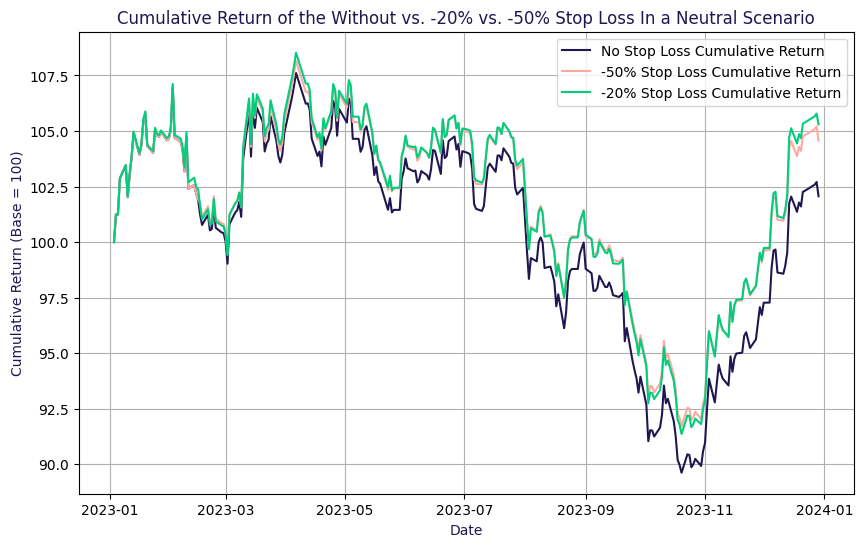 Cumulative Return of the Without vs. -20% vs. -50% Stop Loss In a Neutral Scenario
No Stop Loss Cumulative Return
-50% Stop Loss Cumulative Return
-20% Stop Loss Cumulative Return
Cumulative Return (Base = 100)
107.5
105.0
102.5
100.0
97.5
95.0
92.5
90.0
2023-01
2023-03
2023-05
2023-07
2023-09
2023-11
2024-01
Date